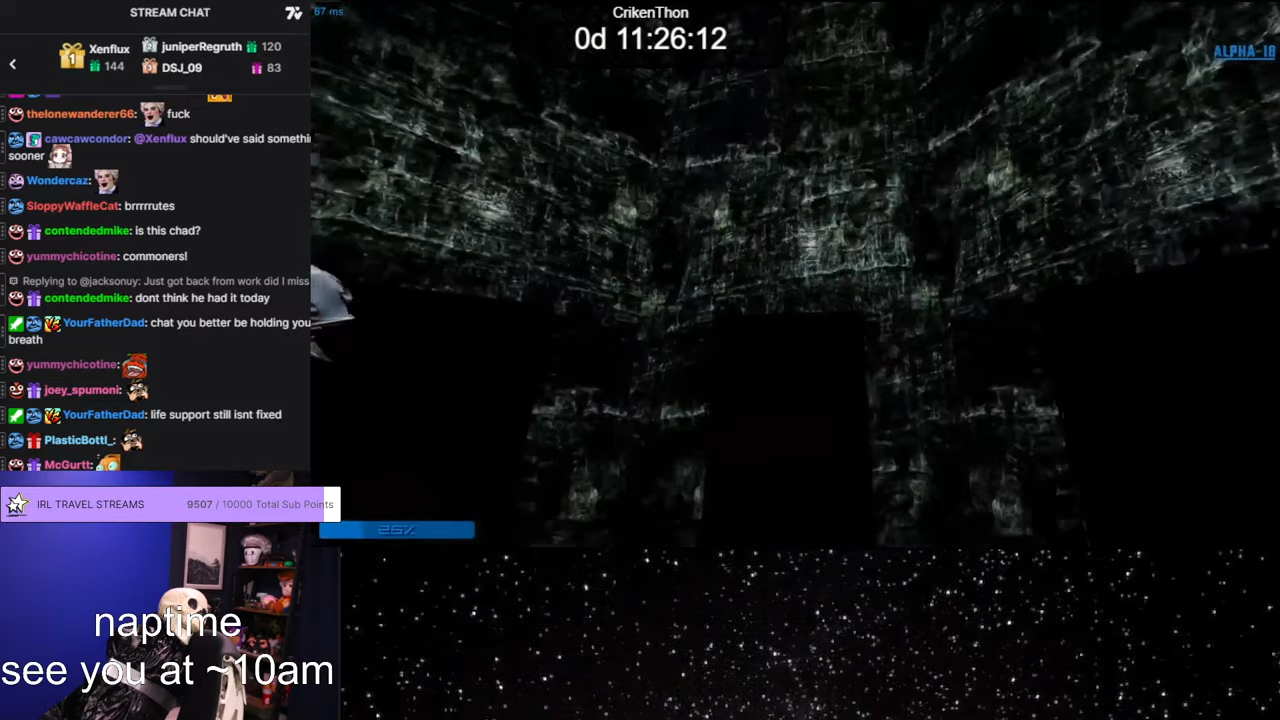 STREAM CHAT
Xenflux
144
juniperRegruth 120
DSJ_09 83
thelonewanderer66: fuck
cawcawcondor: @Xenflux should've said somethin
sooner
Wondercaz:
SloppyWaffleCat: brrrrrutes
contendedmike: is this chad?
yummychicotine: commoners!
Replying to @jacksonuy: Just got back from work did I miss
contendedmike: dont think he had it today
YourFatherDad: chat you better be holding you
breath
yummychicotine:
joey_spumoni:
YourFatherDad: life support still isnt fixed
PlasticBottl_:
McGurtt:
IRL TRAVEL STREAMS 9507 / 10000 Total Sub Points
naptime
see you at ~10am
67 ms
CrikenThon
0d 11:26:12
ALPHA-10
26%